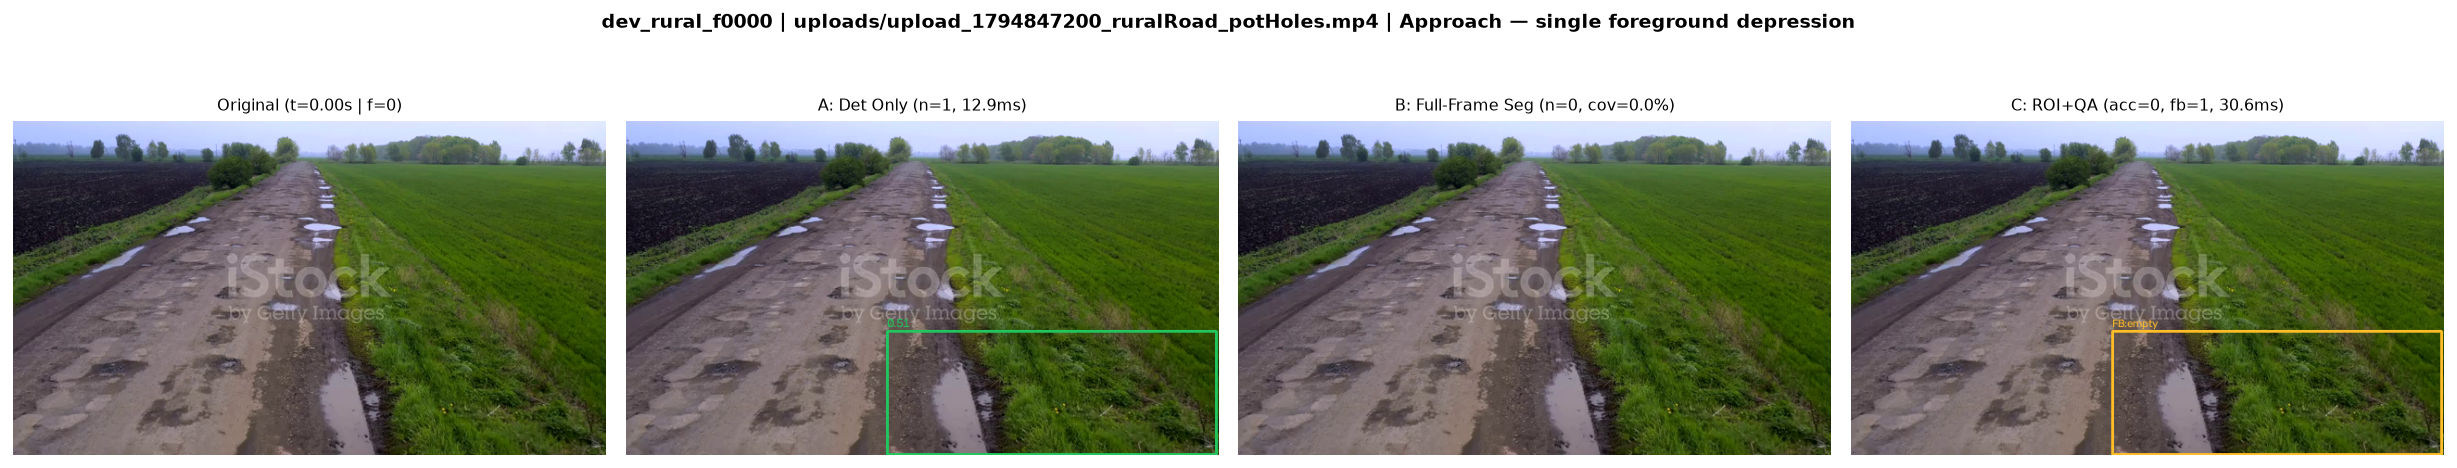 dev_rural_f0000 | uploads/upload_1794847200_ruralRoad_potHoles.mp4 | Approach — single foreground depression
Original (t=0.00s | f=0)
A: Det Only (n=1, 12.9ms)
B: Full-Frame Seg (n=0, cov=0.0%)
C: ROI+QA (acc=0, fb=1, 30.6ms)
iStock
by Getty Images
iStock
by Getty Images
0.51
iStock
by Getty Images
iStock
by Getty Images
FB:empty